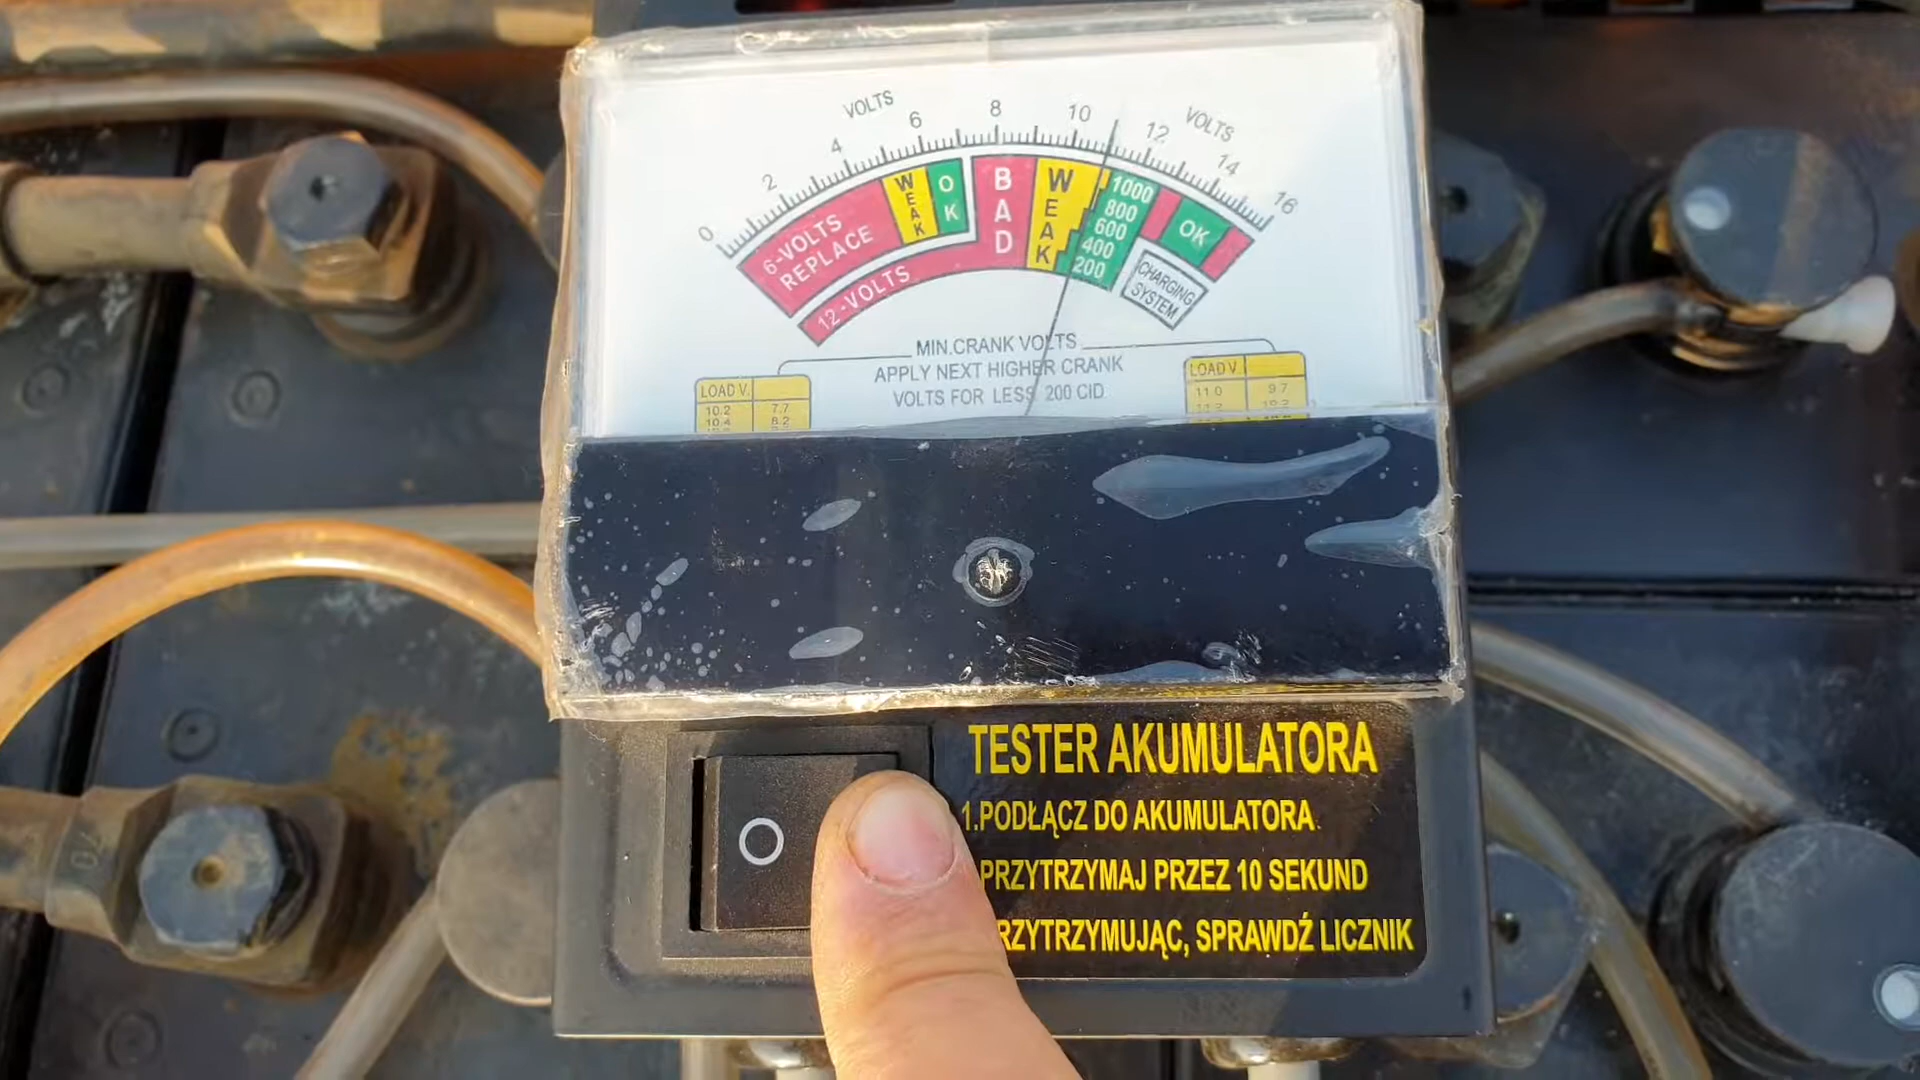 VOLTS
VOLTS
0 2 4 6 8 10 12 14 16
6-VOLTS
REPLACE
WEAK
OK
12-VOLTS
BAD
WEAK
1000
800
600
400
200
OK
CHARGING
SYSTEM
MIN.CRANK VOLTS
APPLY NEXT HIGHER CRANK
VOLTS FOR LESS 200 CID
LOAD V.
10.2 7.7
10.4 8.2
LOAD V
11 0 9 7
TESTER AKUMULATORA
1.PODŁĄCZ DO AKUMULATORA
PRZYTRZYMAJ PRZEZ 10 SEKUND
RZYTRZYMUJĄC, SPRAWDŹ LICZNIK
O
70